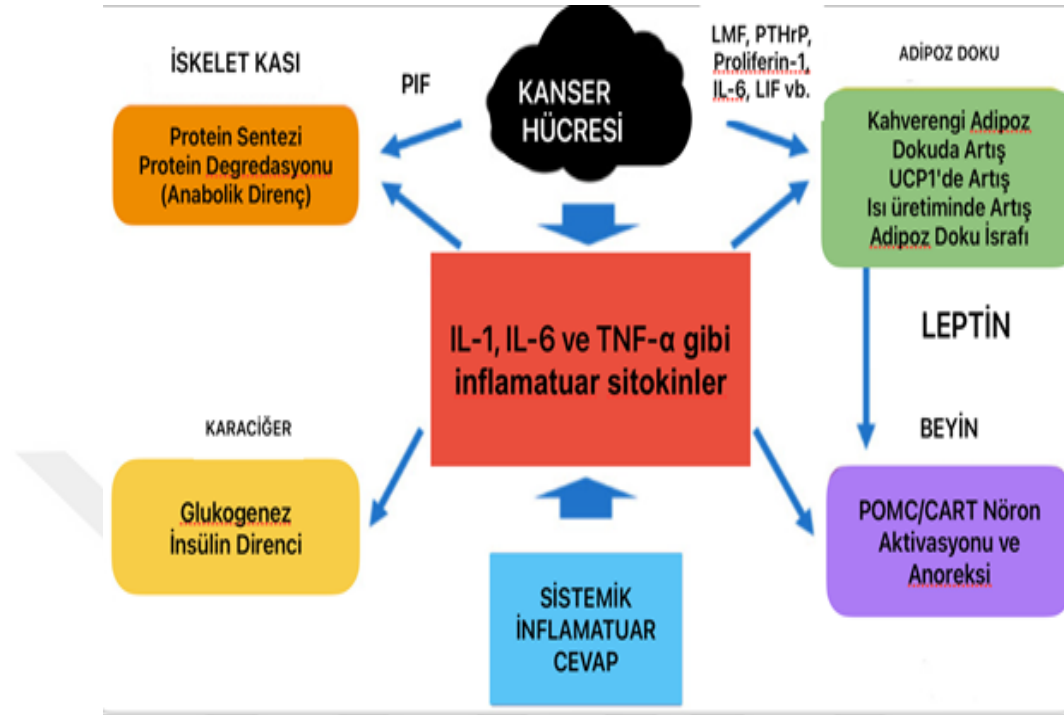 İSKELET KASI
Protein Sentezi
Protein Degredasyonu
(Anabolik Direnç)
PIF
KANSER
HÜCRESİ
LMF, PTHrP,
Proliferin-1,
IL-6, LIF vb.
ADİPOZ DOKU
Kahverengi Adipoz
Dokuda Artış
UCP1'de Artış
Isı üretiminde Artış
Adipoz Doku İsrafı
IL-1, IL-6 ve TNF-α gibi
inflamatuar sitokinler
LEPTİN
KARACİĞER
Glukogenez
İnsülin Direnci
BEYİN
POMC/CART Nöron
Aktivasyonu ve
Anoreksi
SİSTEMİK
İNFLAMATUAR
CEVAP